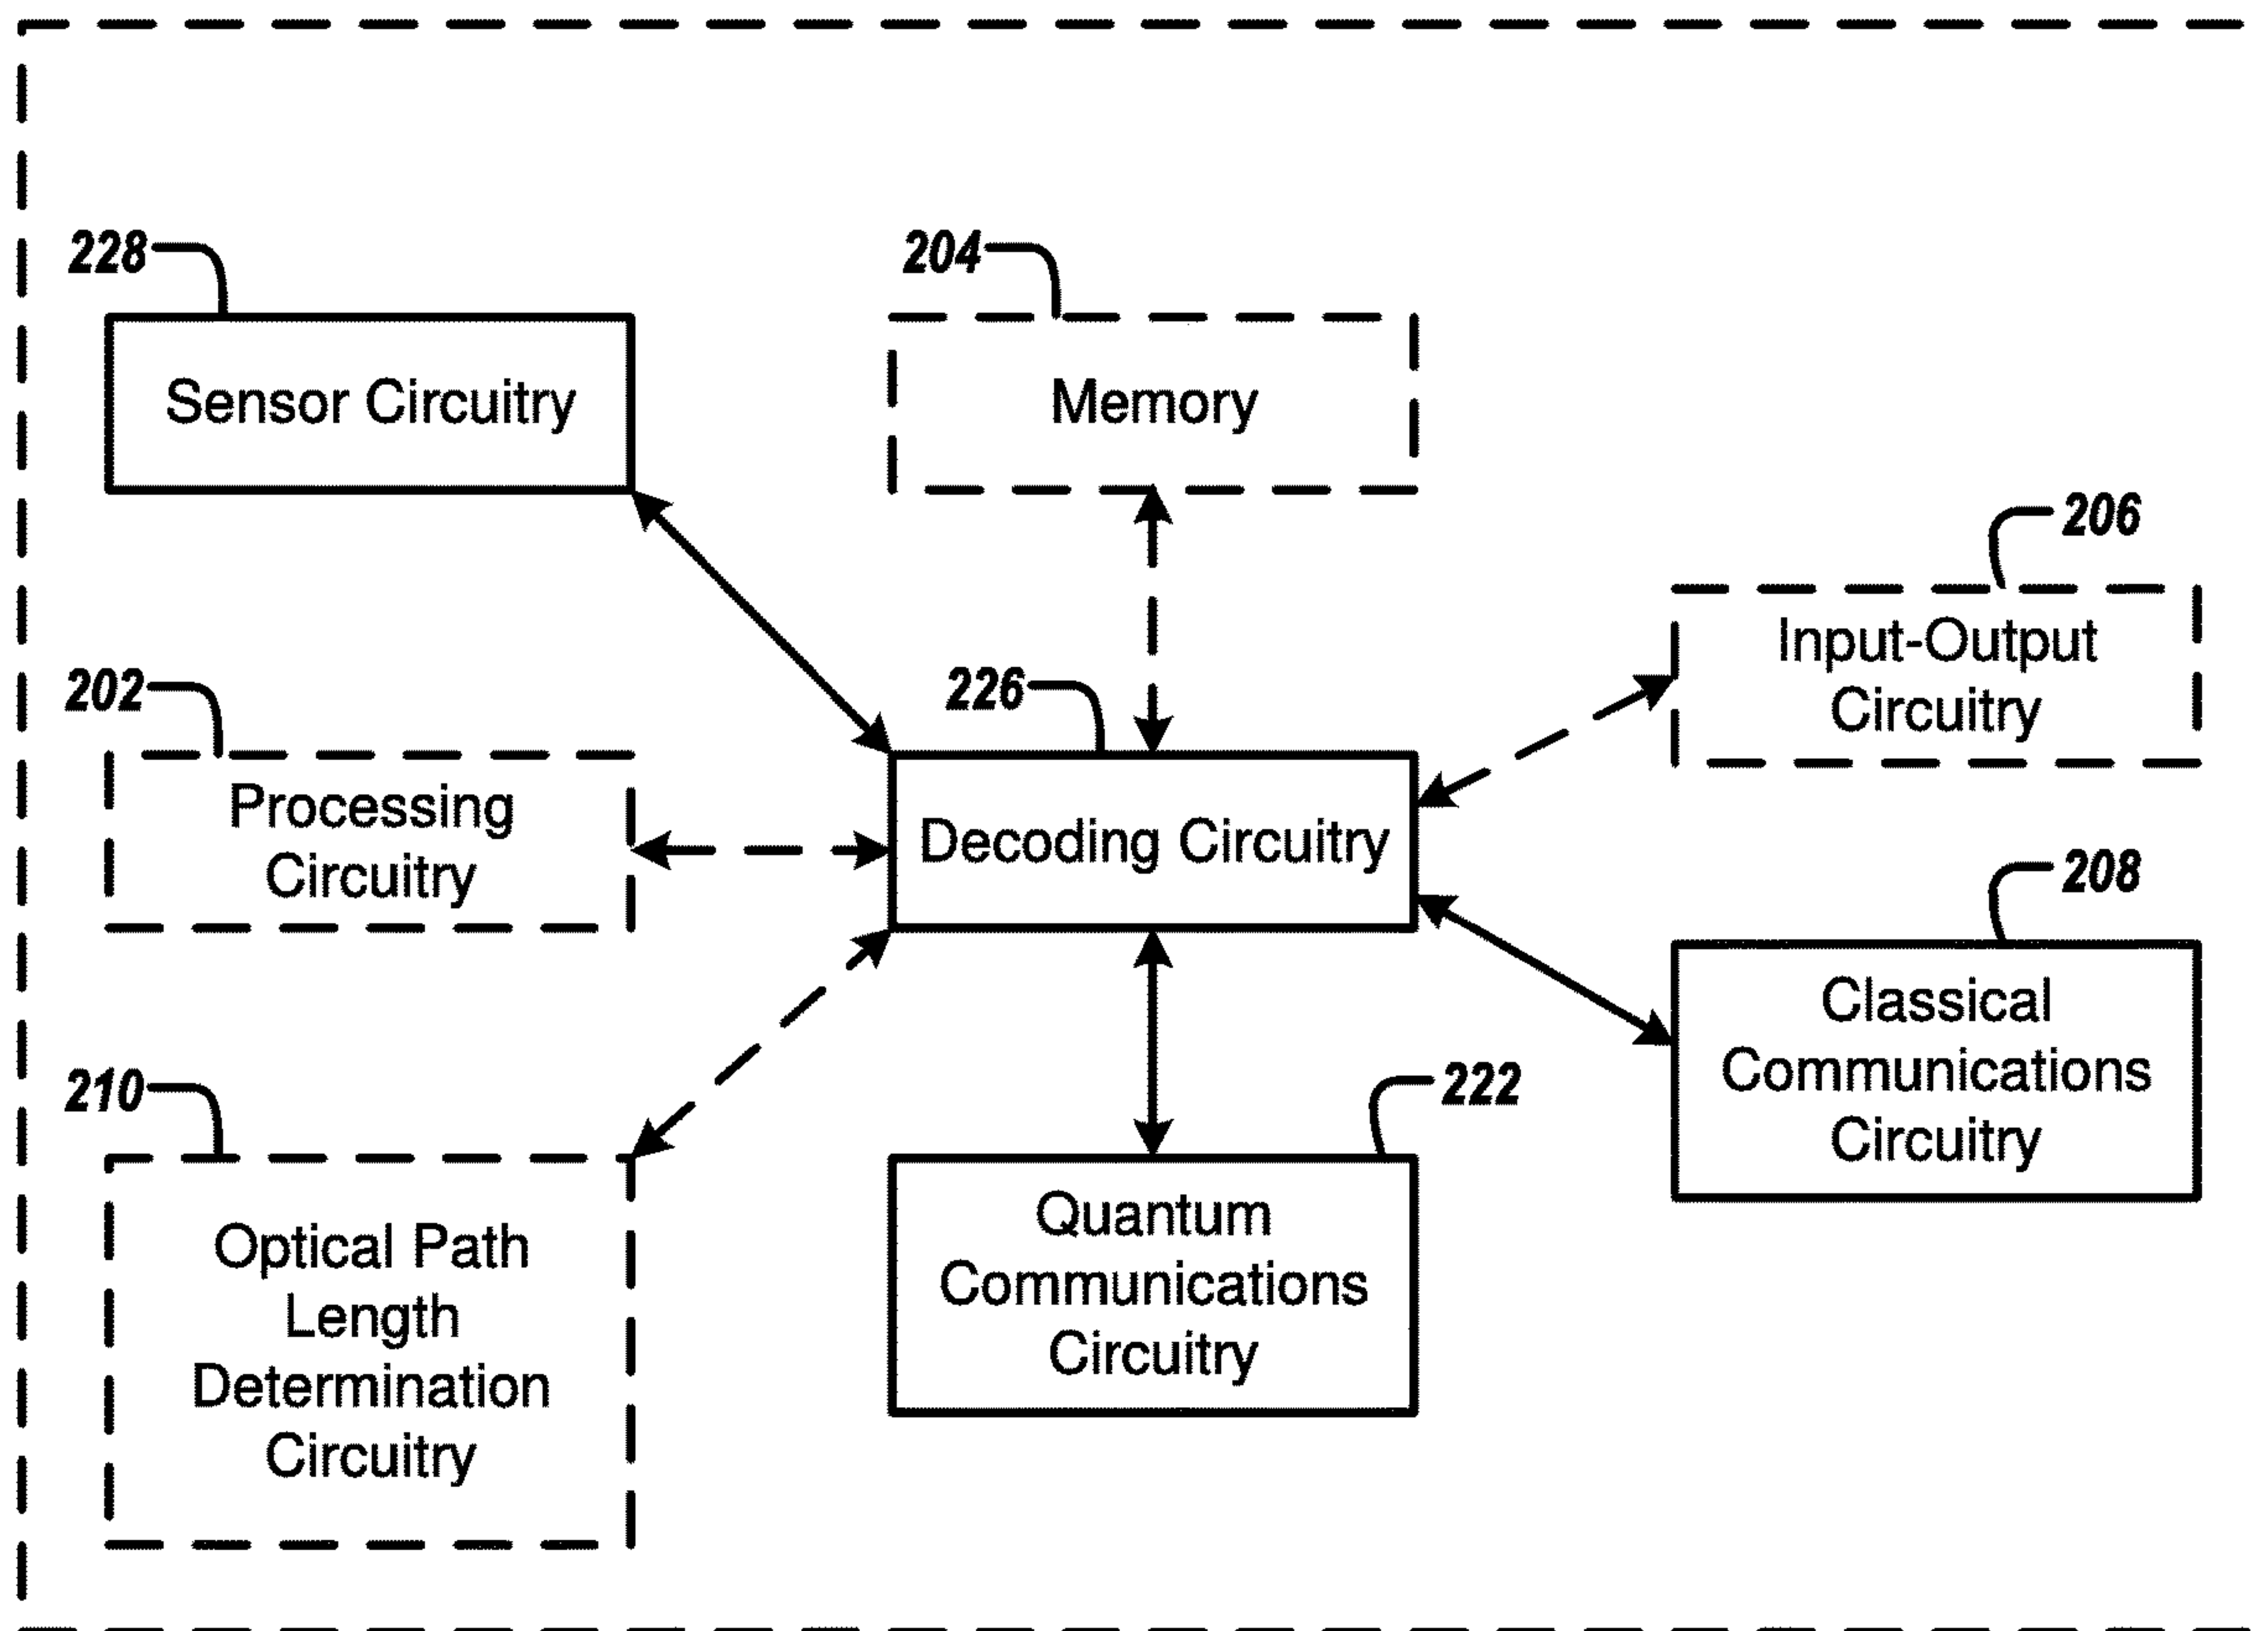 228
Sensor Circuitry
204
Memory
206
Input-Output
Circuitry
202
Processing
Circuitry
226
Decoding Circuitry
208
Classical
Communications
Circuitry
210
Optical Path
Length
Determination
Circuitry
222
Quantum
Communications
Circuitry